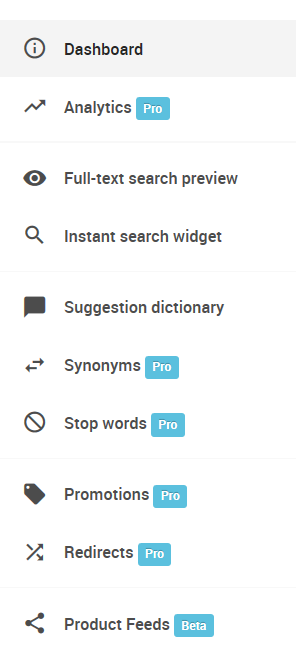 Dashboard
Analytics Pro
Full-text search preview
Instant search widget
Suggestion dictionary
Synonyms Pro
Stop words Pro
Promotions Pro
Redirects Pro
Product Feeds Beta